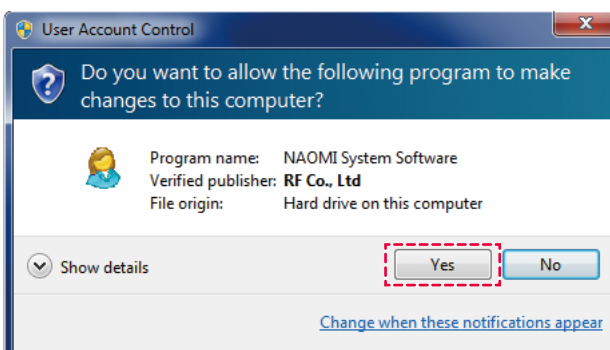 User Account Control
Do you want to allow the following program to make
changes to this computer?
Program name: NAOMI System Software
Verified publisher: RF Co., Ltd
File origin: Hard drive on this computer
Show details Yes No
Change when these notifications appear